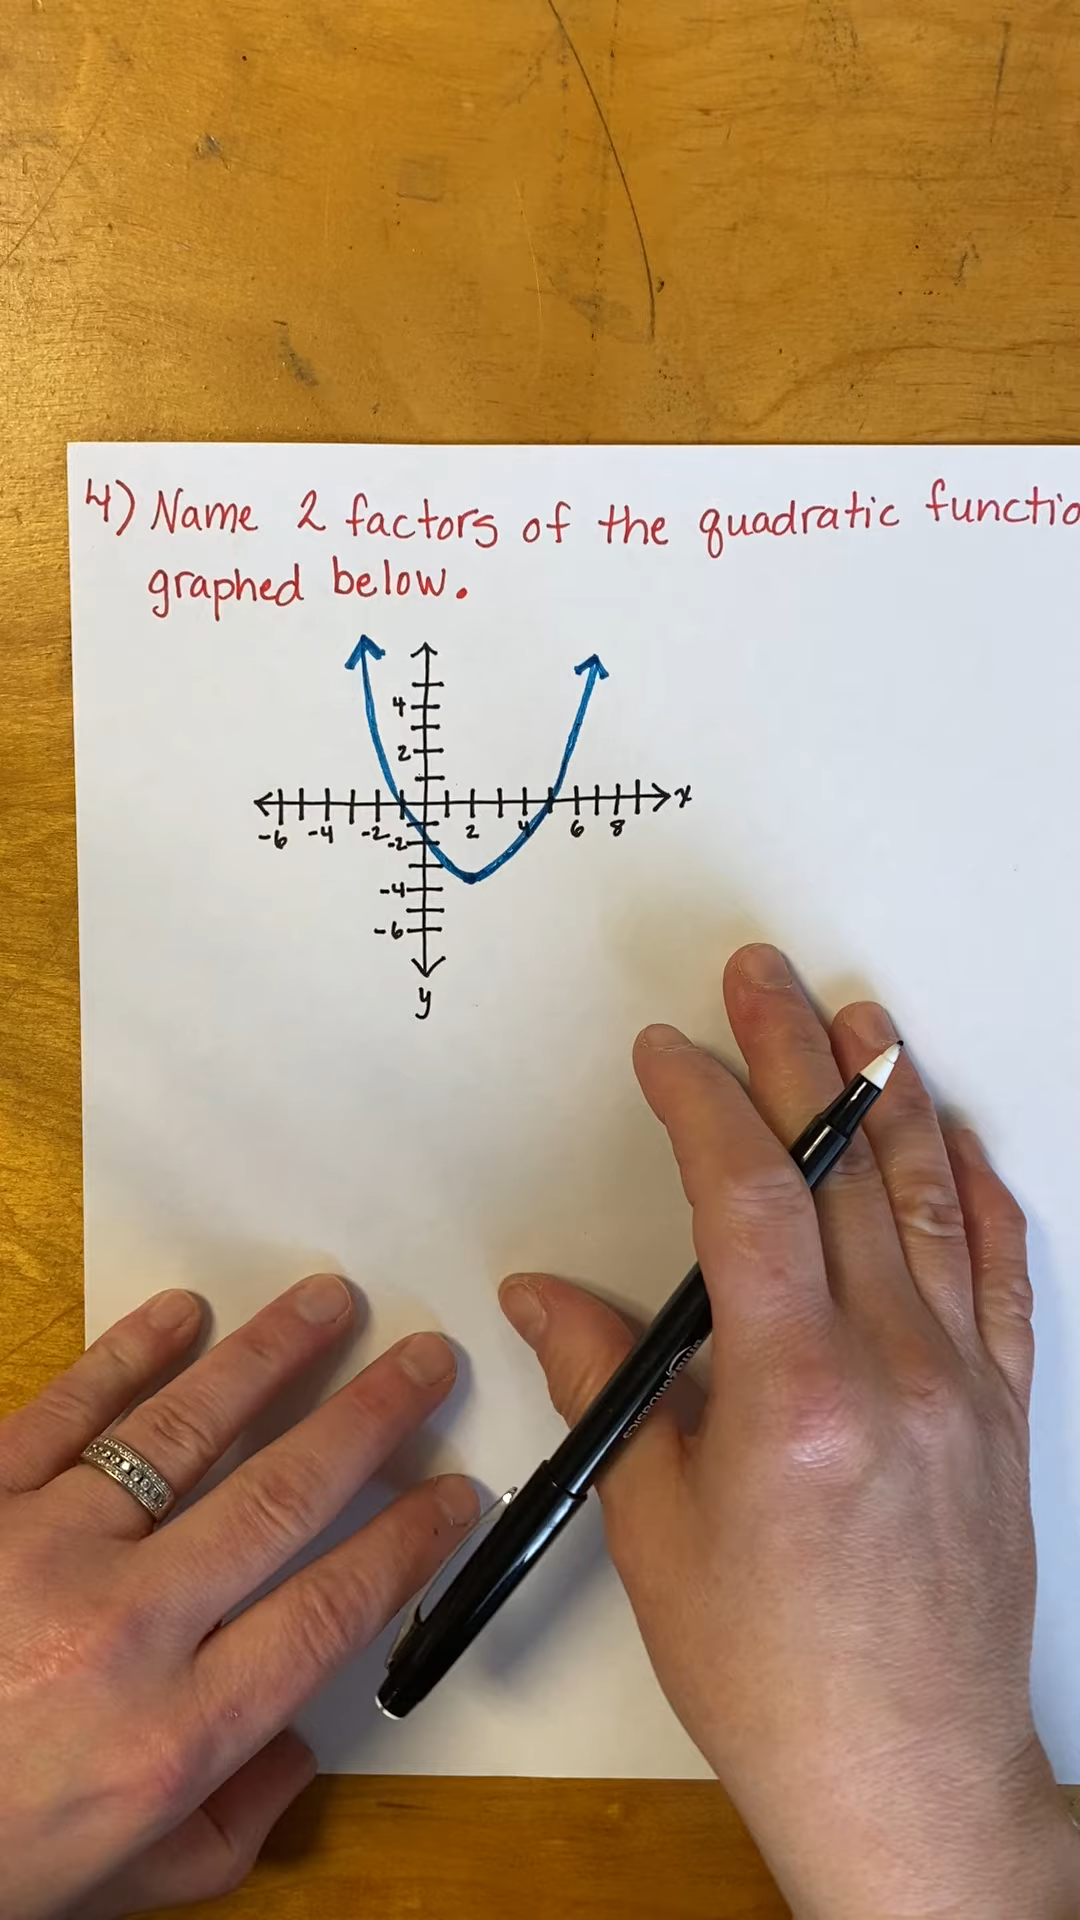 4) Name 2 factors of the quadratic functio
graphed below.
4
2
x
-6 -4 -2 2 4 6 8
-2
-4
-6
y
amazonbasics